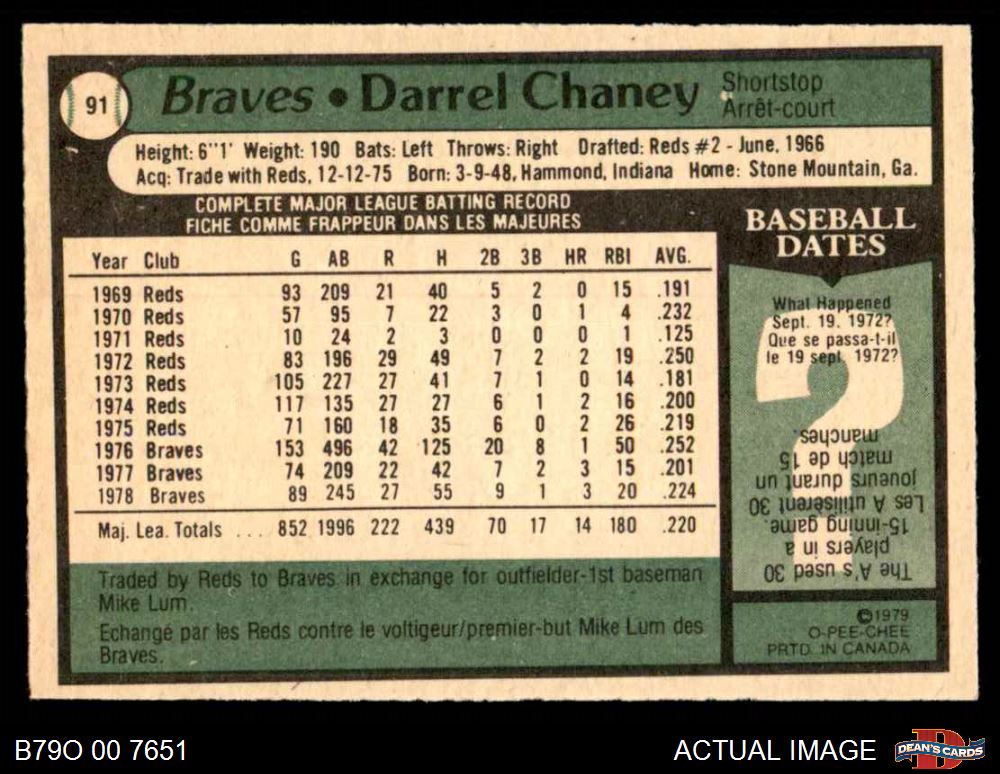 91
Braves • Darrel Chaney
Shortstop
Arrêt-court
Height: 6"1' Weight: 190 Bats: Left Throws: Right Drafted: Reds #2 - June, 1966
Acq: Trade with Reds, 12-12-75 Born: 3-9-48, Hammond, Indiana Home: Stone Mountain, Ga.
COMPLETE MAJOR LEAGUE BATTING RECORD
FICHE COMME FRAPPEUR DANS LES MAJEURES
Year Club G AB R H 2B 3B HR RBI AVG.
1969 Reds 93 209 21 40 5 2 0 15 .191
1970 Reds 57 95 7 22 3 0 1 4 .232
1971 Reds 10 24 2 3 0 0 0 1 .125
1972 Reds 83 196 29 49 7 2 2 19 .250
1973 Reds 105 227 27 41 7 1 0 14 .181
1974 Reds 117 135 27 27 6 1 2 16 .200
1975 Reds 71 160 18 35 6 0 2 26 .219
1976 Braves 153 496 42 125 20 8 1 50 .252
1977 Braves 74 209 22 42 7 2 3 15 .201
1978 Braves 89 245 27 55 9 1 3 20 .224
Maj. Lea. Totals ... 852 1996 222 439 70 17 14 180 .220
Traded by Reds to Braves in exchange for outfielder-1st baseman
Mike Lum.
Echangé par les Reds contre le voltigeur/premier-but Mike Lum des
Braves.
BASEBALL
DATES
What Happened
Sept. 19, 1972?
Que se passa-t-il
le 19 sept. 1972?
The A's used 30
players in a
15-inning game.
Les A utilisèrent 30
joueurs durant un
match de 15
manches.
©1979
O-PEE-CHEE
PRTD. IN CANADA
B79O 00 7651
ACTUAL IMAGE
D
DEAN'S CARDS